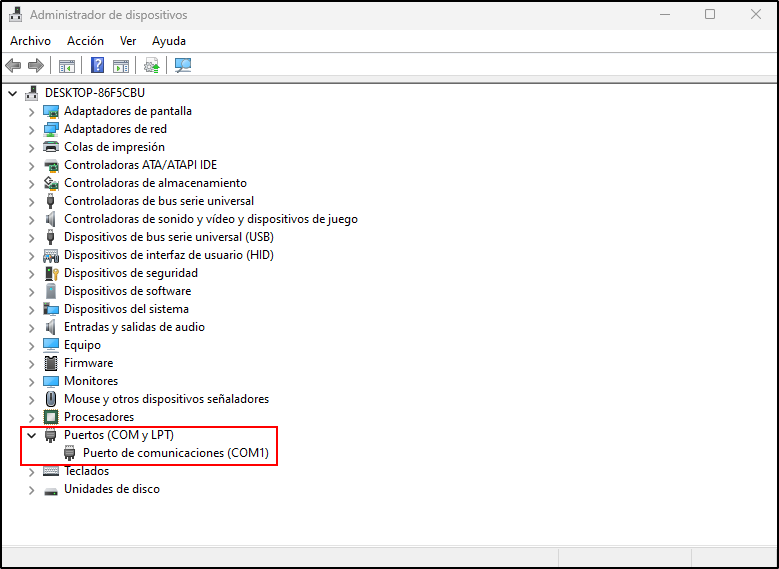 Administrador de dispositivos
Archivo Acción Ver Ayuda
DESKTOP-86F5CBU
Adaptadores de pantalla
Adaptadores de red
Colas de impresión
Controladoras ATA/ATAPI IDE
Controladoras de almacenamiento
Controladoras de bus serie universal
Controladoras de sonido y vídeo y dispositivos de juego
Dispositivos de bus serie universal (USB)
Dispositivos de interfaz de usuario (HID)
Dispositivos de seguridad
Dispositivos de software
Dispositivos del sistema
Entradas y salidas de audio
Equipo
Firmware
Monitores
Mouse y otros dispositivos señaladores
Procesadores
Puertos (COM y LPT)
Puerto de comunicaciones (COM1)
Teclados
Unidades de disco